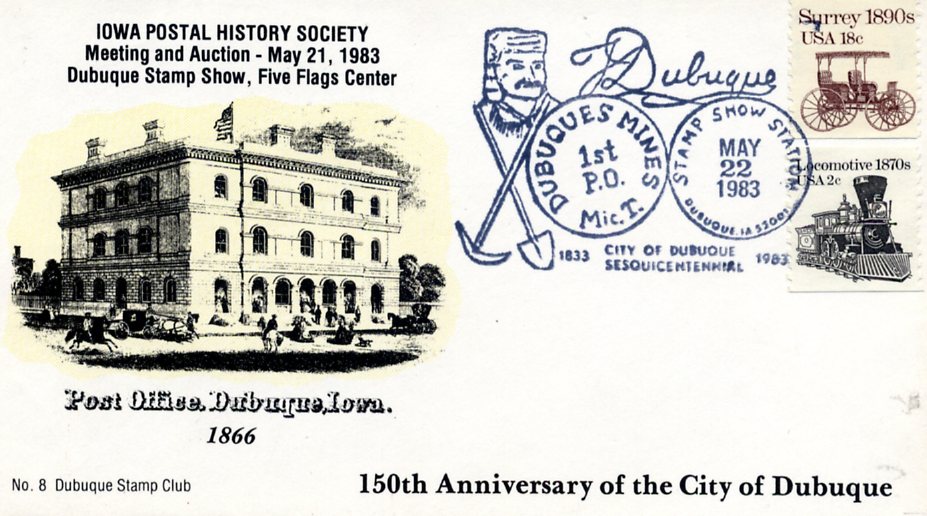 IOWA POSTAL HISTORY SOCIETY
Meeting and Auction - May 21, 1983
Dubuque Stamp Show, Five Flags Center
Post Office, Dubuque, Iowa.
1866
No. 8 Dubuque Stamp Club
150th Anniversary of the City of Dubuque
JDubuque
DUBUQUES MINES
1st
P.O.
Mic. T.
STAMP SHOW STATION
MAY
22
1983
DUBUQUE, IA 52001
1833 CITY OF DUBUQUE 1983
SESQUICENTENNIAL
Surrey 1890s
USA 18c
Locomotive 1870s
USA 2c